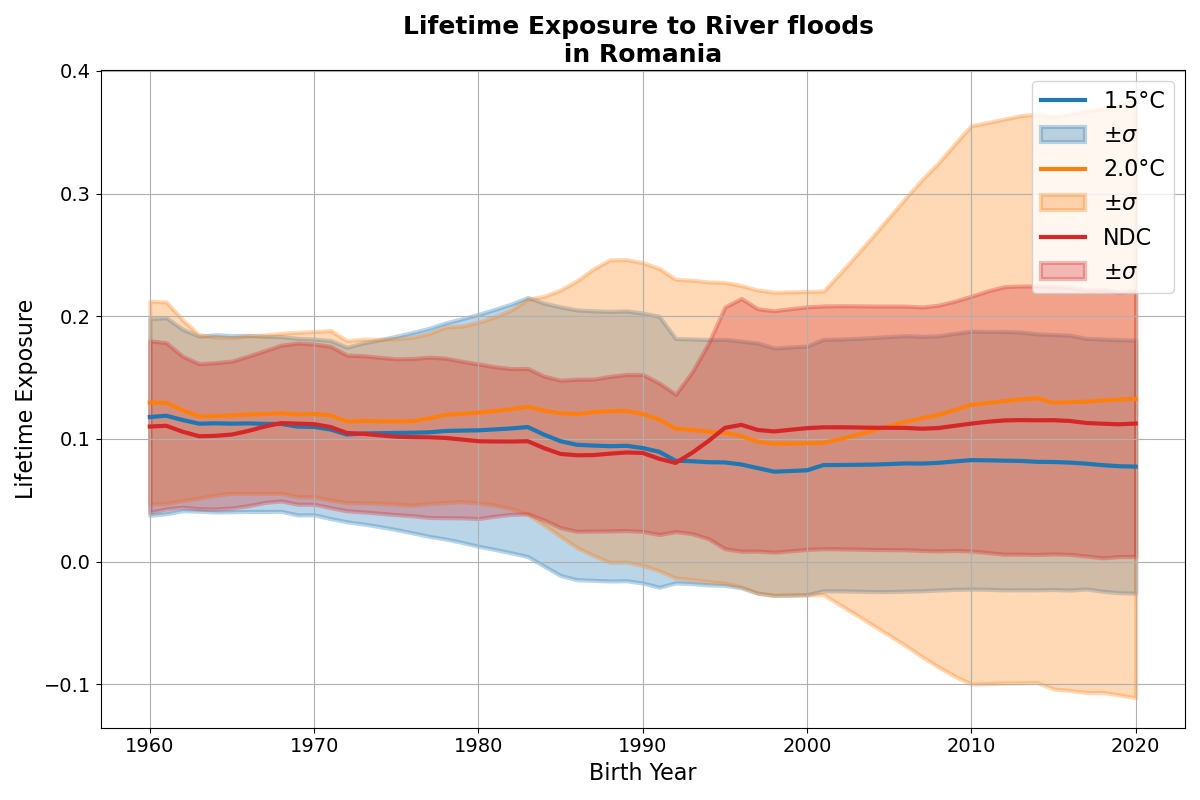 Lifetime Exposure to River floods
in Romania
Lifetime Exposure
0.4
0.3
0.2
0.1
0.0
−0.1
1960
1970
1980
1990
2000
2010
2020
Birth Year
1.5°C
±σ
2.0°C
±σ
NDC
±σ